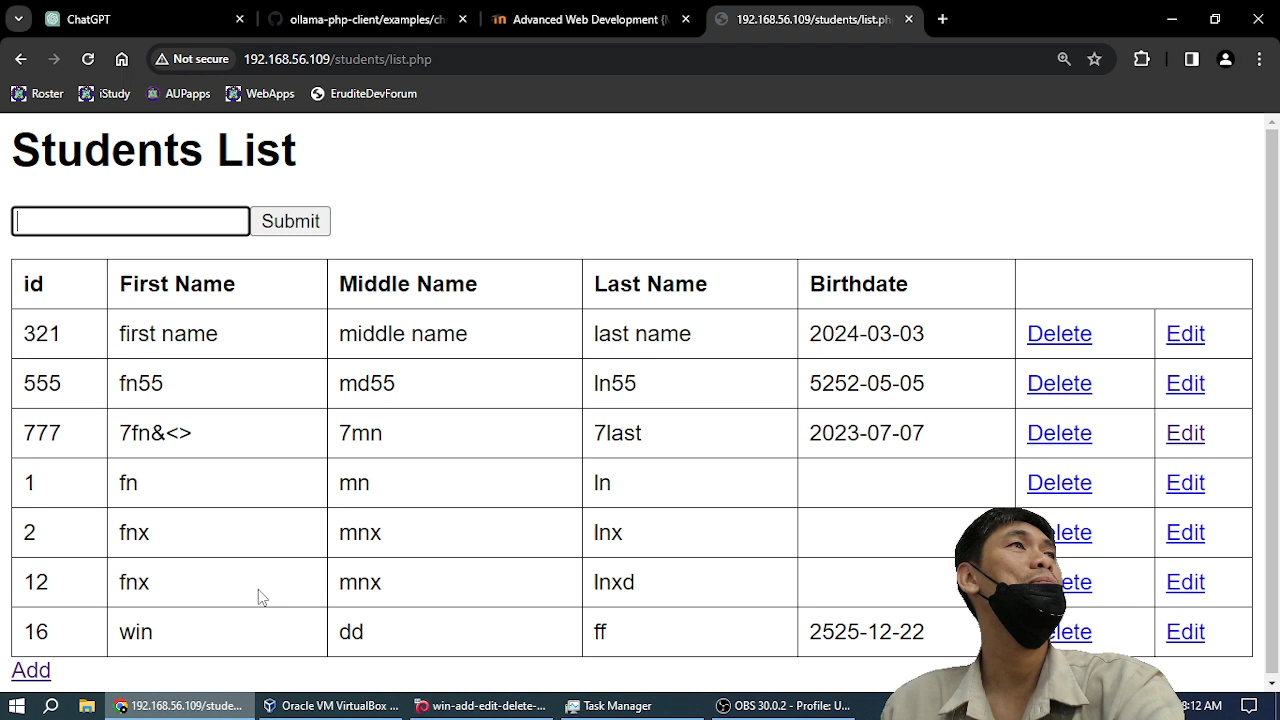 ChatGPT
ollama-php-client/examples/ch
Advanced Web Development {M
192.168.56.109/students/list.ph
Not secure
192.168.56.109/students/list.php
Roster
iStudy
AUPapps
WebApps
EruditeDevForum
Students List
Submit
id First Name Middle Name Last Name Birthdate
321 first name middle name last name 2024-03-03 Delete Edit
555 fn55 md55 ln55 5252-05-05 Delete Edit
777 7fn&<> 7mn 7last 2023-07-07 Delete Edit
1 fn mn ln Delete Edit
2 fnx mnx lnx elete Edit
12 fnx mnx lnxd ete Edit
16 win dd ff 2525-12-22 elete Edit
Add
192.168.56.109/stude...
Oracle VM VirtualBox ...
win-add-edit-delete-...
Task Manager
OBS 30.0.2 - Profile: U...
:12 AM